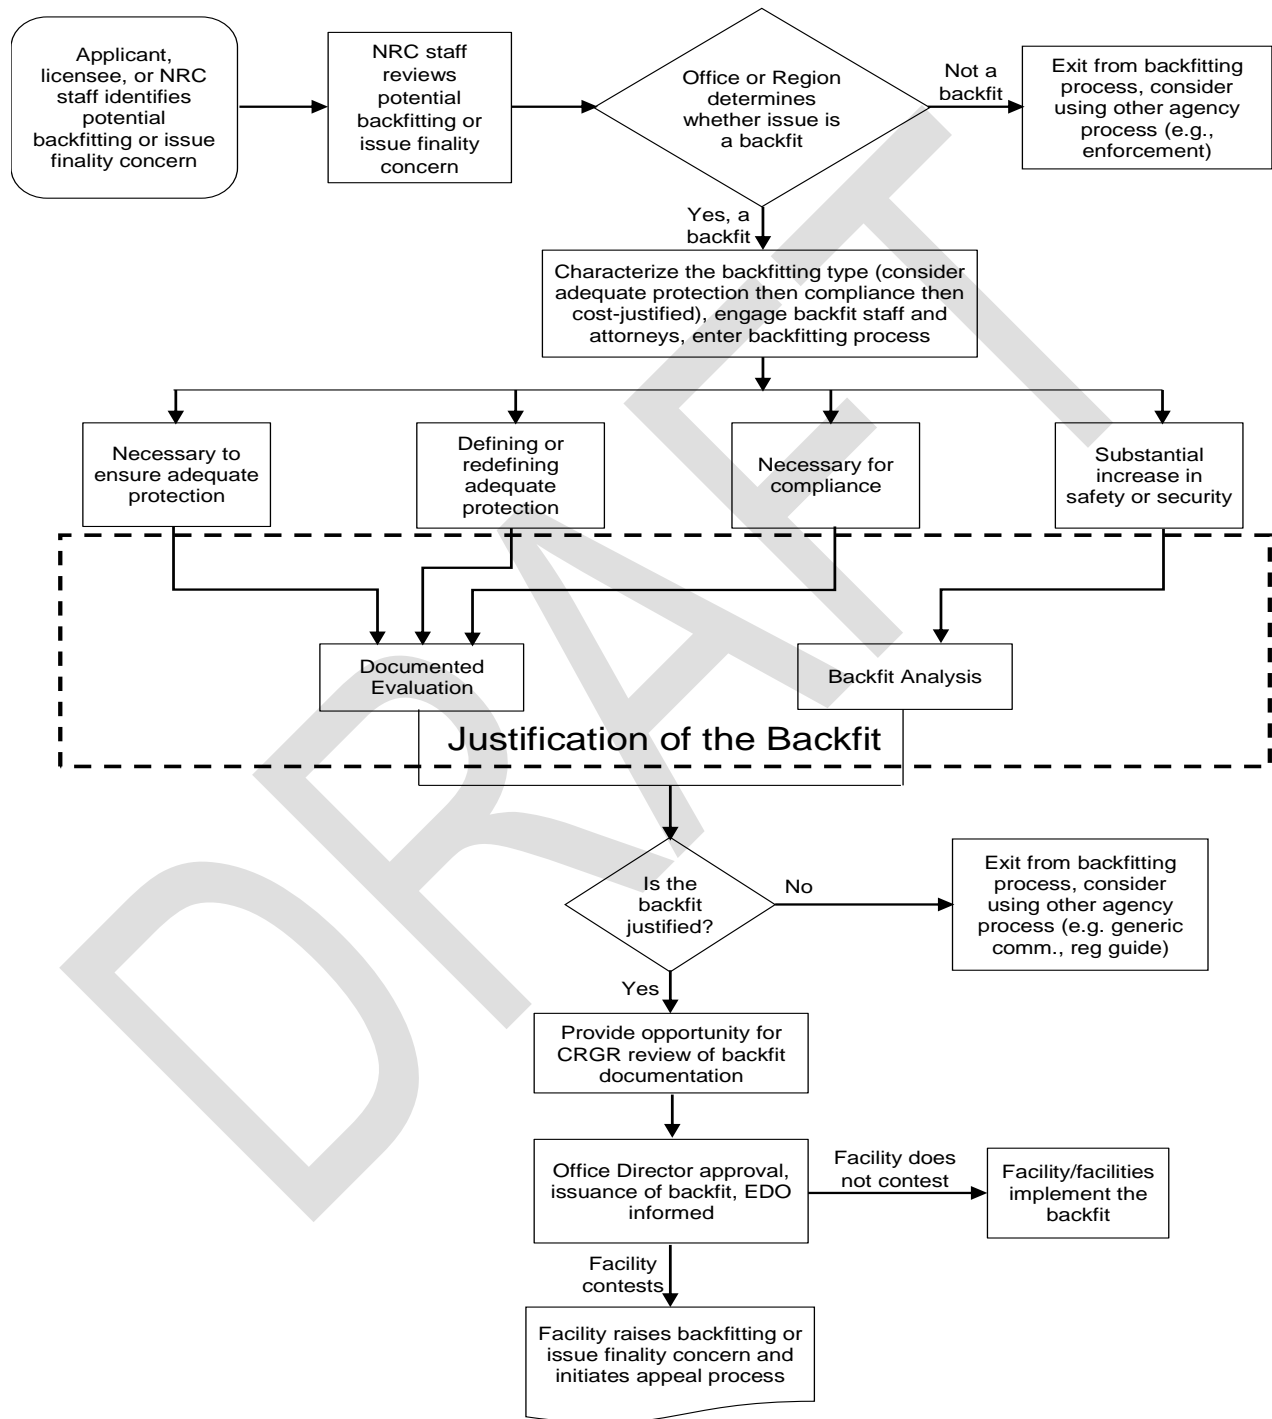 Applicant,
licensee, or NRC
staff identifies
potential
backfitting or issue
finality concern
NRC staff
reviews
potential
backfitting or
issue finality
concern
Office or Region
determines
whether issue is
a backfit
Not a
backfit
Exit from backfitting
process, consider
using other agency
process (e.g.,
enforcement)
Yes, a
backfit
Characterize the backfitting type (consider
adequate protection then compliance then
cost-justified), engage backfit staff and
attorneys, enter backfitting process
Necessary to
ensure adequate
protection
Defining or
redefining
adequate
protection
Necessary for
compliance
Substantial
increase in
safety or security
Documented
Evaluation
Backfit Analysis
Justification of the Backfit
Is the
backfit
justified?
No
Exit from backfitting
process, consider
using other agency
process (e.g. generic
comm., reg guide)
Yes
Provide opportunity for
CRGR review of backfit
documentation
Office Director approval,
issuance of backfit, EDO
informed
Facility does
not contest
Facility/facilities
implement the
backfit
Facility
contests
Facility raises backfitting or
issue finality concern and
initiates appeal process
DRAFT